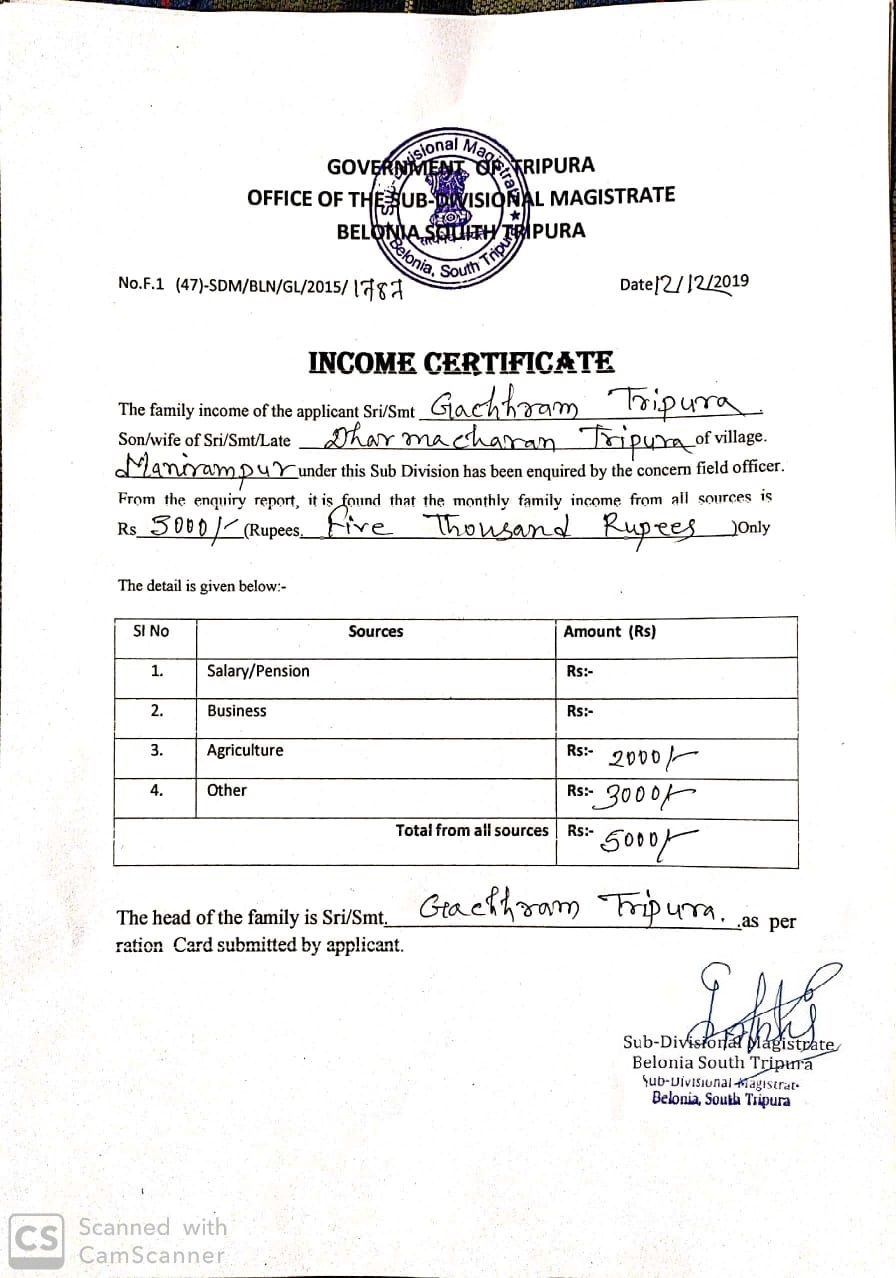 Sub-Divisional Magistrate
Belonia, South Tripura
सत्यमेव जयते
GOVERNMENT OF TRIPURA
OFFICE OF THE SUB-DIVISIONAL MAGISTRATE
BELONIA SOUTH TRIPURA
No.F.1 (47)-SDM/BLN/GL/2015/ 1787 Date 12/12/2019
INCOME CERTIFICATE
The family income of the applicant Sri/Smt Gachhram Tripura
Son/wife of Sri/Smt/Late Dharmacharan Tripura of village.
Manirampur under this Sub Division has been enquired by the concern field officer.
From the enquiry report, it is found that the monthly family income from all sources is
Rs 5000/- (Rupees. Five Thousand Rupees )Only
The detail is given below:-
Sl No Sources Amount (Rs)
1. Salary/Pension Rs:-
2. Business Rs:-
3. Agriculture Rs:- 2000/-
4. Other Rs:- 3000/-
Total from all sources Rs:- 5000/-
The head of the family is Sri/Smt. Gachhram Tripura. .as per
ration Card submitted by applicant.
Sub-Divisional Magistrate
Belonia South Tripura
Sub-Divisional Magistrate
Belonia, South Tripura
CS Scanned with
CamScanner